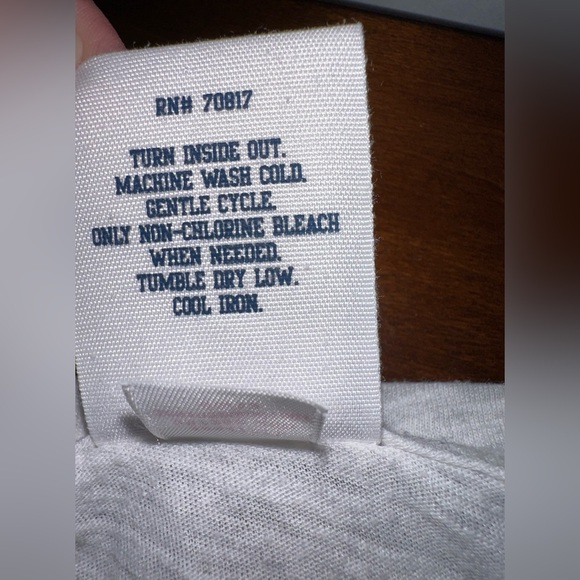 RN# 70817
TURN INSIDE OUT.
MACHINE WASH COLD.
GENTLE CYCLE.
ONLY NON-CHLORINE BLEACH
WHEN NEEDED.
TUMBLE DRY LOW.
COOL IRON.